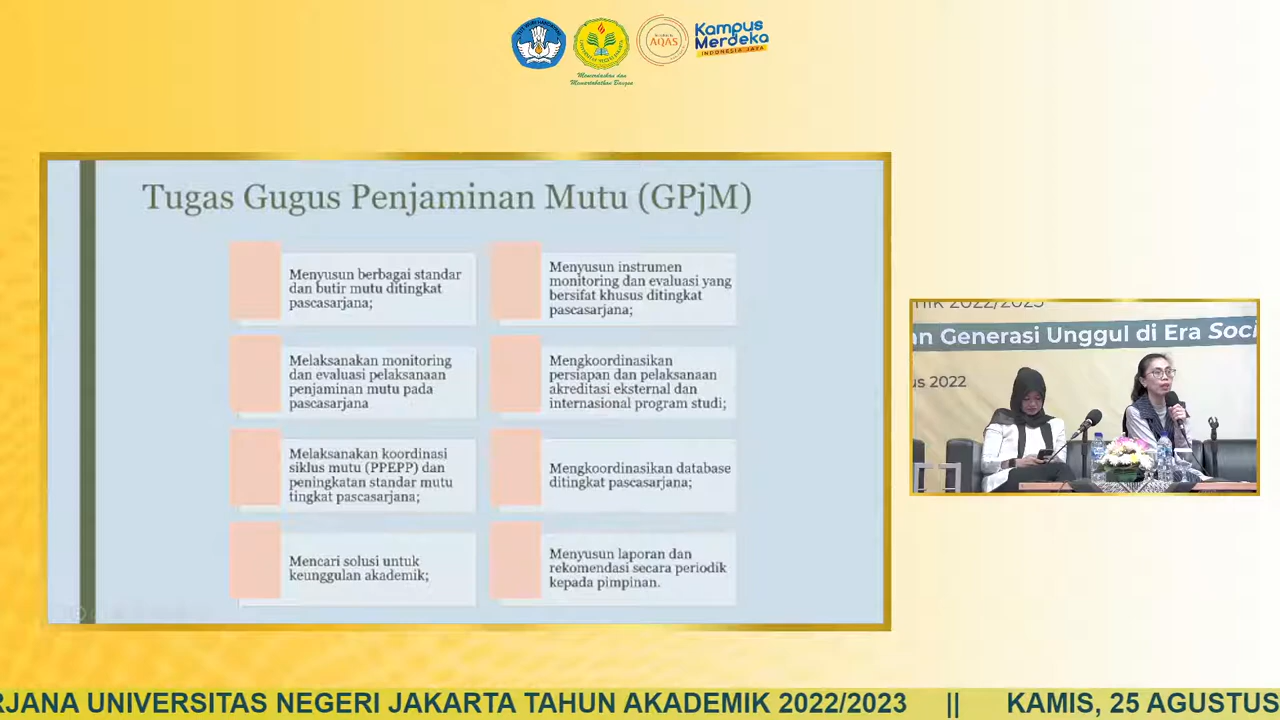 Kampus
Merdeka
INDONESIA JAYA
AQAS
Mencerdaskan dan
Memartabatkan Bangsa
Tugas Gugus Penjaminan Mutu (GPjM)
Menyusun berbagai standar
dan butir mutu ditingkat
pascasarjana;
Menyusun instrumen
monitoring dan evaluasi yang
bersifat khusus ditingkat
pascasarjana;
Melaksanakan monitoring
dan evaluasi pelaksanaan
penjaminan mutu pada
pascasarjana
Mengkoordinasikan
persiapan dan pelaksanaan
akreditasi eksternal dan
internasional program studi;
Melaksanakan koordinasi
siklus mutu (PPEPP) dan
peningkatan standar mutu
tingkat pascasarjana;
Mengkoordinasikan database
ditingkat pascasarjana;
Mencari solusi untuk
keunggulan akademik;
Menyusun laporan dan
rekomendasi secara periodik
kepada pimpinan.
2022/2023
an Generasi Unggul di Era Soci
us 2022
RJANA UNIVERSITAS NEGERI JAKARTA TAHUN AKADEMIK 2022/2023 || KAMIS, 25 AGUSTUS